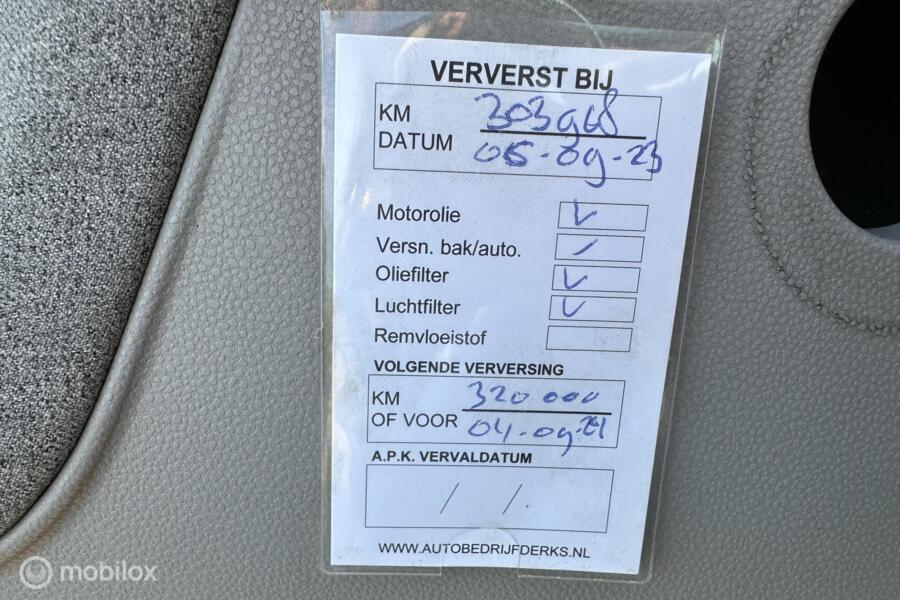 VERVERST BIJ
KM
DATUM 05-09-23
Motorolie V
Versn. bak/auto. /
Oliefilter V
Luchtfilter V
Remvloeistof
VOLGENDE VERVERSING
KM 320 000
OF VOOR 04-09-24
A.P.K. VERVALDATUM
/ /.
WWW.AUTOBEDRIJFDERKS.NL
mobilox